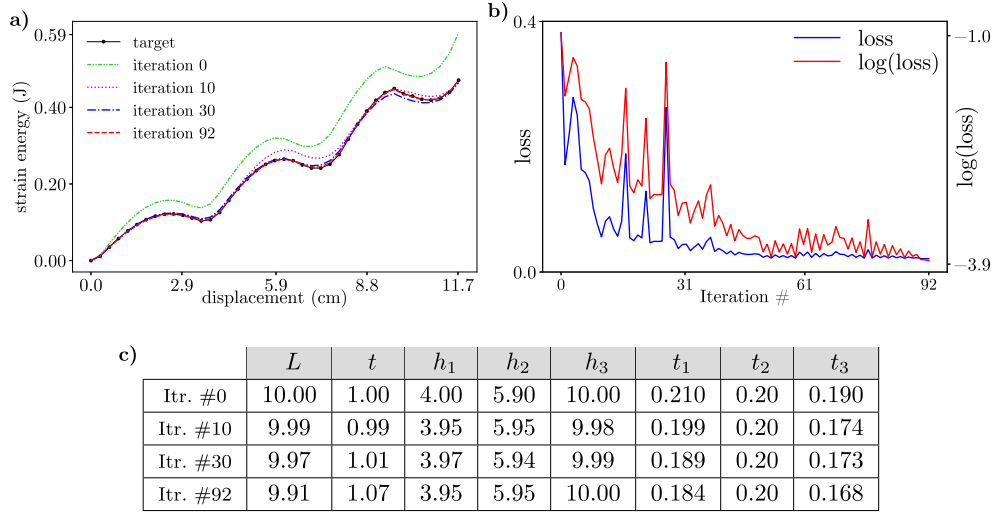 a)
strain energy (J)
0.59
0.40
0.20
0.00
target
iteration 0
iteration 10
iteration 30
iteration 92
0.0 2.9 5.9 8.8 11.7
displacement (cm)
b)
loss
0.4
0.0
loss
log(loss)
−1.0
−3.9
log(loss)
0 31 61 92
Iteration #
c)
L t h₁ h₂ h₃ t₁ t₂ t₃
Itr. #0 10.00 1.00 4.00 5.90 10.00 0.210 0.20 0.190
Itr. #10 9.99 0.99 3.95 5.95 9.98 0.199 0.20 0.174
Itr. #30 9.97 1.01 3.97 5.94 9.99 0.189 0.20 0.173
Itr. #92 9.91 1.07 3.95 5.95 10.00 0.184 0.20 0.168